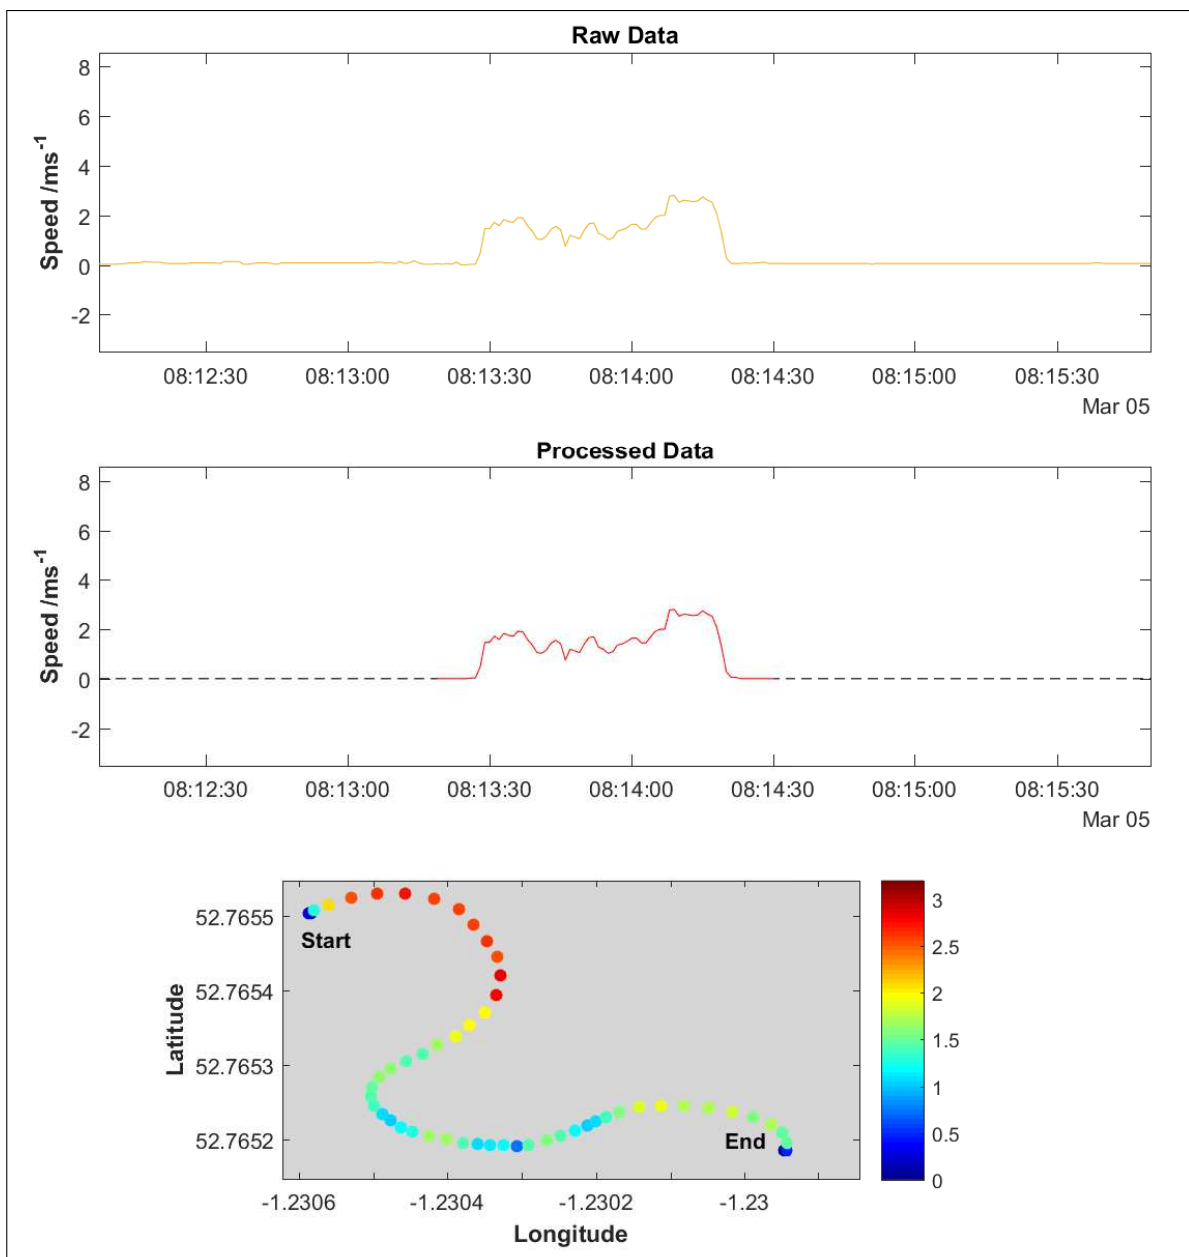 Raw Data
8
6
4
2
0
-2
Speed /ms-1
08:12:30 08:13:00 08:13:30 08:14:00 08:14:30 08:15:00 08:15:30
Mar 05
Processed Data
8
6
4
2
0
-2
Speed /ms-1
08:12:30 08:13:00 08:13:30 08:14:00 08:14:30 08:15:00 08:15:30
Mar 05
52.7655
52.7654
52.7653
52.7652
Latitude
Start
End
-1.2306 -1.2304 -1.2302 -1.23
Longitude
3
2.5
2
1.5
1
0.5
0